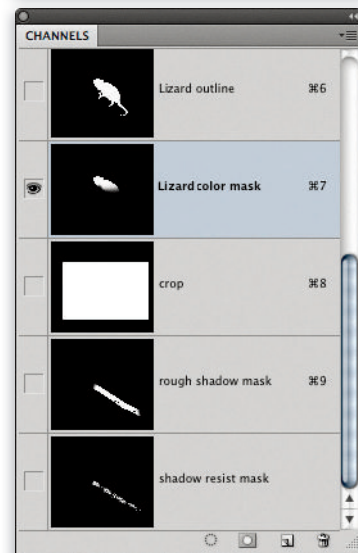 CHANNELS
Lizard outline ⌘6
Lizard color mask ⌘7
crop ⌘8
rough shadow mask ⌘9
shadow resist mask